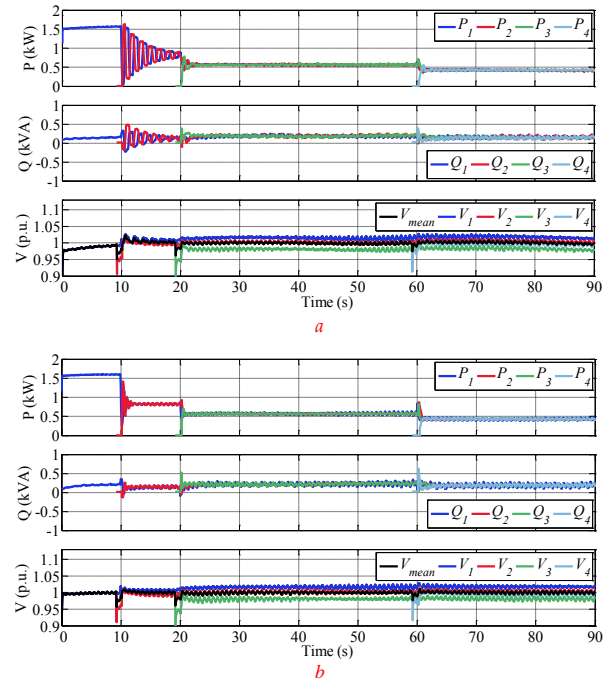 2
1.5
1
0.5
0
P (kW)
P1 P2 P3 P4
1
0.5
0
-0.5
-1
Q (kVA)
Q1 Q2 Q3 Q4
1.1
1.05
1
0.95
0.9
V (p.u.)
Vmean V1 V2 V3 V4
0 10 20 30 40 50 60 70 80 90
Time (s)
a
2
1.5
1
0.5
0
P (kW)
P1 P2 P3 P4
1
0.5
0
-0.5
-1
Q (kVA)
Q1 Q2 Q3 Q4
1.1
1.05
1
0.95
0.9
V (p.u.)
Vmean V1 V2 V3 V4
0 10 20 30 40 50 60 70 80 90
Time (s)
b